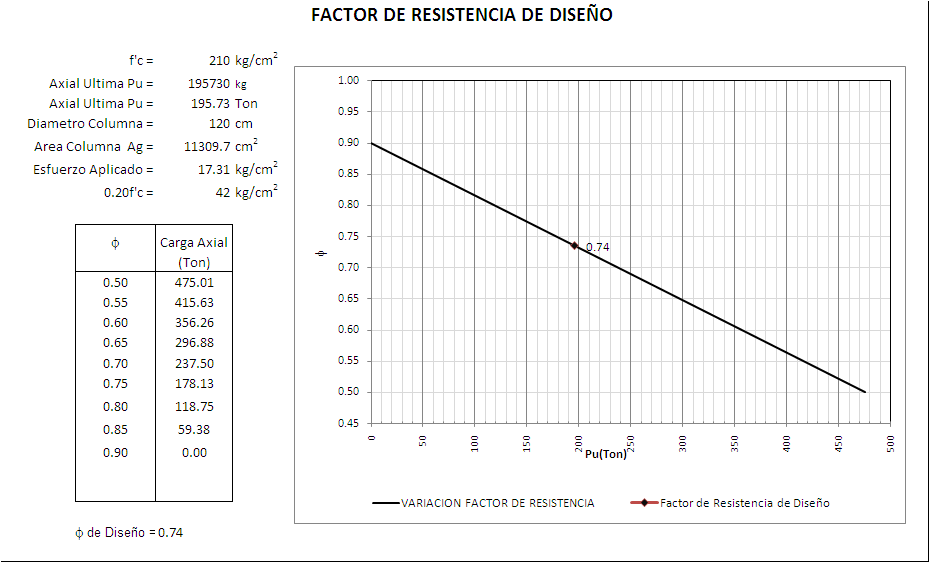 FACTOR DE RESISTENCIA DE DISEÑO
f'c = 210 kg/cm²
Axial Ultima Pu = 195730 kg
Axial Ultima Pu = 195.73 Ton
Diametro Columna = 120 cm
Area Columna Ag = 11309.7 cm²
Esfuerzo Aplicado = 17.31 kg/cm²
0.20f'c = 42 kg/cm²
ϕ Carga Axial
(Ton)
0.50 475.01
0.55 415.63
0.60 356.26
0.65 296.88
0.70 237.50
0.75 178.13
0.80 118.75
0.85 59.38
0.90 0.00
ϕ de Diseño = 0.74
1.00
0.95
0.90
0.85
0.80
0.75
0.70
0.65
0.60
0.55
0.50
0.45
ϕ
0.74
0 50 100 150 200 250 300 350 400 450 500
Pu(Ton)
VARIACION FACTOR DE RESISTENCIA Factor de Resistencia de Diseño